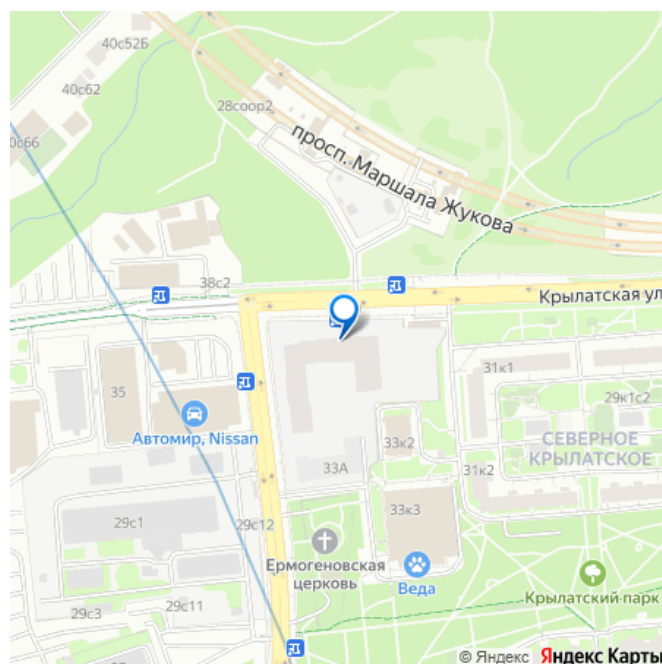 40с52Б
40с62
28соор2
0с66
просп. Маршала Жукова
38с2
Крылатская ул
31к1
35
29к1с2
Автомир, Nissan
33к2
СЕВЕРНОЕ
КРЫЛАТСКОЕ
33А
31к2
33к3
29с1
29с12
Ермогеновская
церковь
Веда
29с3
29с11
Крылатский парк
© Яндекс Яндекс Карты